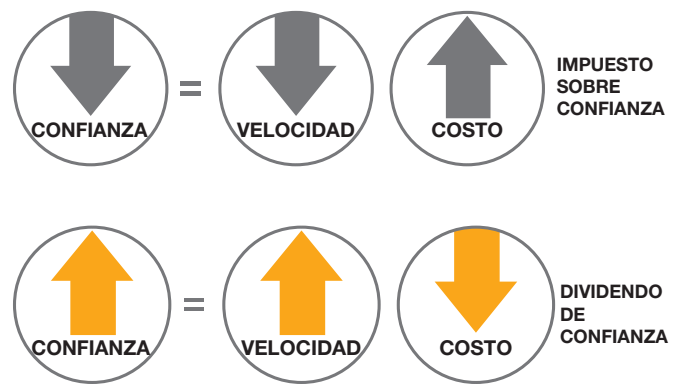 CONFIANZA
=
VELOCIDAD
COSTO
IMPUESTO
SOBRE
CONFIANZA
CONFIANZA
=
VELOCIDAD
COSTO
DIVIDENDO
DE
CONFIANZA